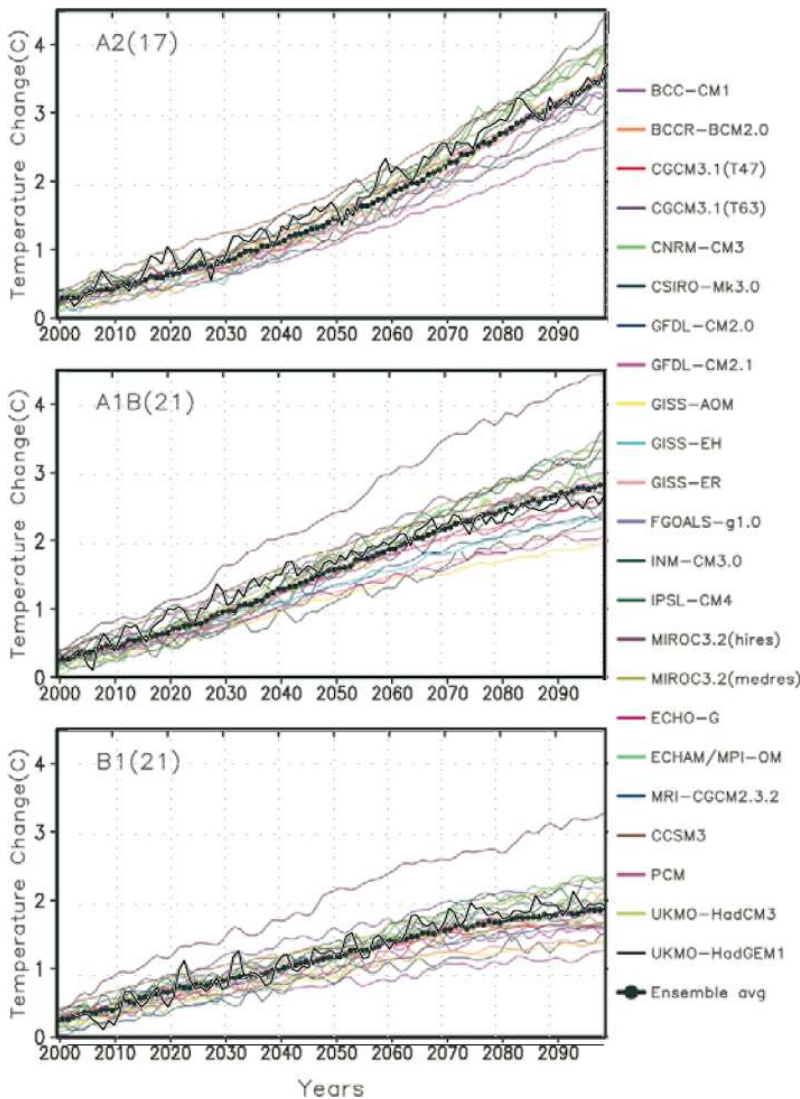 A2(17)
Temperature Change(C)
4
3
2
1
0
2000 2010 2020 2030 2040 2050 2060 2070 2080 2090
A1B(21)
Temperature Change(C)
4
3
2
1
0
2000 2010 2020 2030 2040 2050 2060 2070 2080 2090
B1(21)
Temperature Change(C)
4
3
2
1
0
2000 2010 2020 2030 2040 2050 2060 2070 2080 2090
Years
BCC-CM1
BCCR-BCM2.0
CGCM3.1(T47)
CGCM3.1(T63)
CNRM-CM3
CSIRO-Mk3.0
GFDL-CM2.0
GFDL-CM2.1
GISS-AOM
GISS-EH
GISS-ER
FGOALS-g1.0
INM-CM3.0
IPSL-CM4
MIROC3.2(hires)
MIROC3.2(medres)
ECHO-G
ECHAM/MPI-OM
MRI-CGCM2.3.2
CCSM3
PCM
UKMO-HadCM3
UKMO-HadGEM1
Ensemble avg